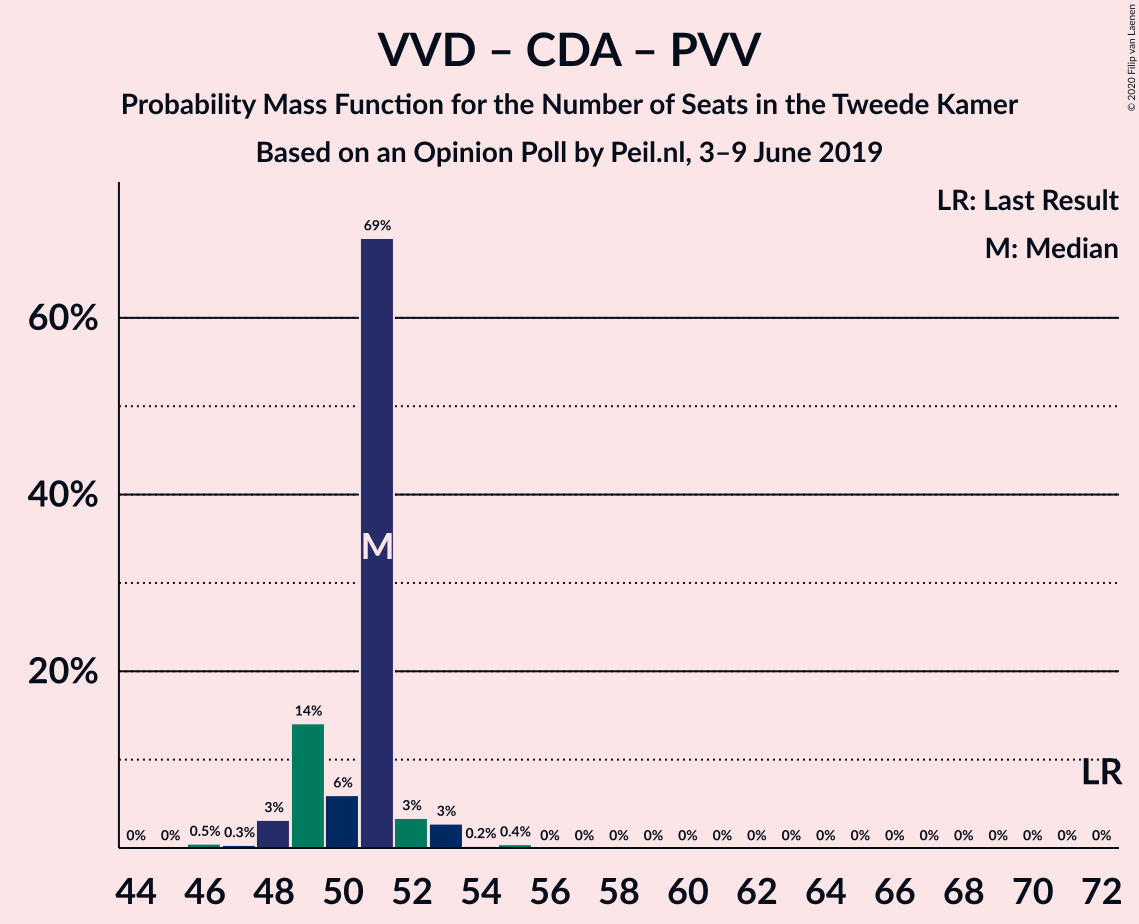 VVD – CDA – PVV
Probability Mass Function for the Number of Seats in the Tweede Kamer
Based on an Opinion Poll by Peil.nl, 3–9 June 2019
© 2020 Filip van Laenen
LR: Last Result
M: Median
60%
40%
20%
0% 0% 0.5% 0.3% 3% 14% 6% 69% 3% 3% 0.2% 0.4% 0% 0% 0% 0% 0% 0% 0% 0% 0% 0% 0% 0% 0% 0% 0% 0% 0%
M
LR
44 46 48 50 52 54 56 58 60 62 64 66 68 70 72